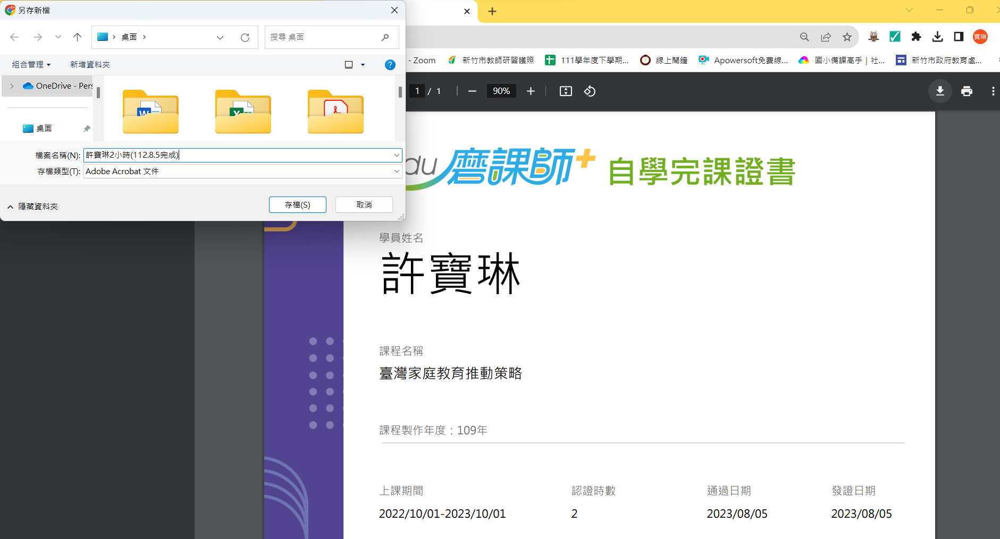 另存新檔
桌面
搜尋 桌面
組合管理
新增資料夾
OneDrive - Pers
桌面
檔案名稱(N): 許寶琳2小時(112.8.5完成)
存檔類型(T): Adobe Acrobat 文件
隱藏資料夾
存檔(S)
取消
寶琳
- Zoom
新竹市教師研習護照
111學年度下學期...
線上鬧鐘
Apowersoft免費線...
國小備課高手 | 社...
新竹市政府教育處...
1 / 1
90%
du 磨課師+ 自學完課證書
學員姓名
許寶琳
課程名稱
臺灣家庭教育推動策略
課程製作年度：109年
上課期間 認證時數 通過日期 發證日期
2022/10/01-2023/10/01 2 2023/08/05 2023/08/05